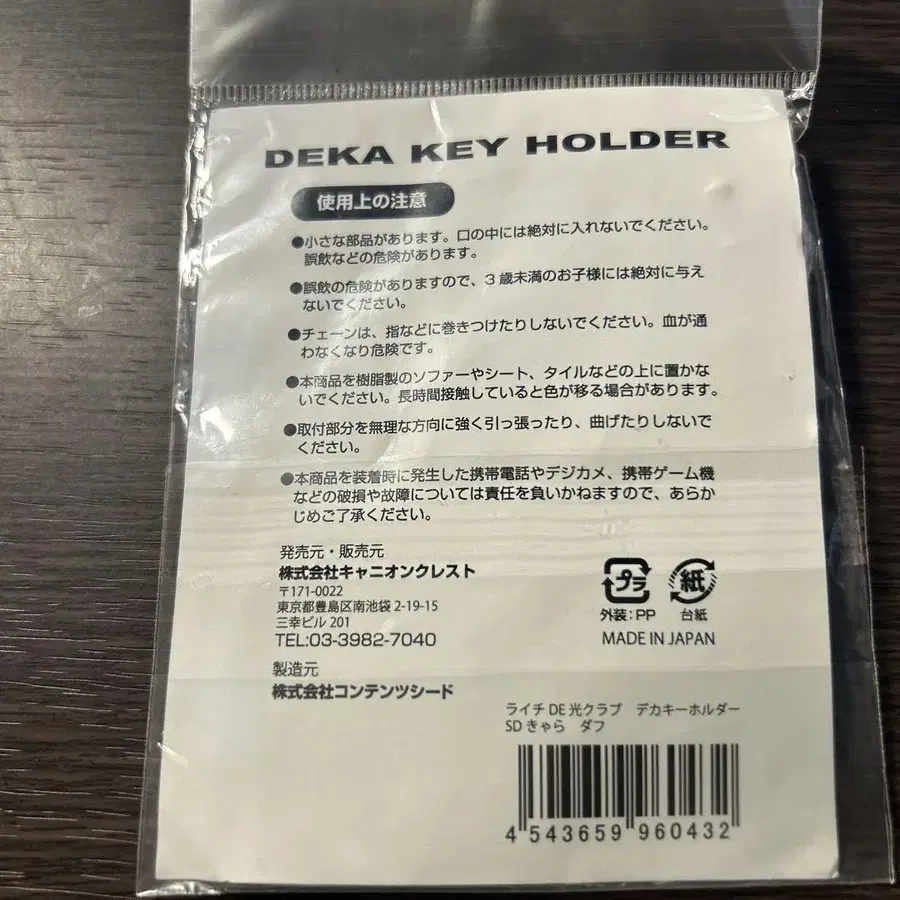 DEKA KEY HOLDER
使用上の注意
●小さな部品があります。口の中には絶対に入れないでください。
誤飲などの危険があります。
●誤飲の危険がありますので、3歳未満のお子様には絶対に与え
ないでください。
●チェーンは、指などに巻きつけたりしないでください。血が通
わなくなり危険です。
●本商品を樹脂製のソファーやシート、タイルなどの上に置かな
いでください。長時間接触していると色が移る場合があります。
●取付部分を無理な方向に強く引っ張ったり、曲げたりしないで
ください。
●本商品を装着時に発生した携帯電話やデジカメ、携帯ゲーム機
などの破損や故障については責任を負いかねますので、あらか
じめご了承ください。
発売元・販売元
株式会社キャニオンクレスト
〒171-0022
東京都豊島区南池袋 2-19-15
三幸ビル 201
TEL:03-3982-7040
製造元
株式会社コンテンツシード
プラ
紙
外装：PP
台紙
MADE IN JAPAN
ライチ DE 光クラブ　デカキーホルダー
SD きゃら　ダフ
4 543659 960432